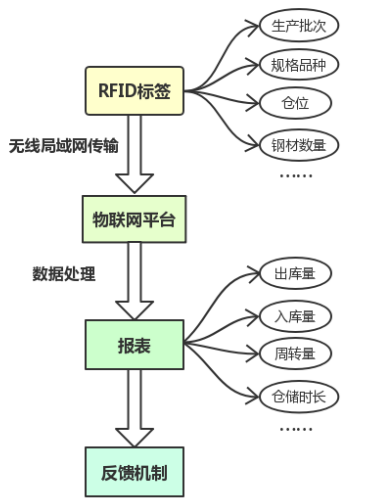 生产批次
规格品种
RFID标签
仓位
钢材数量
……
无线局域网传输
物联网平台
数据处理
出库量
入库量
报表
周转量
仓储时长
……
反馈机制